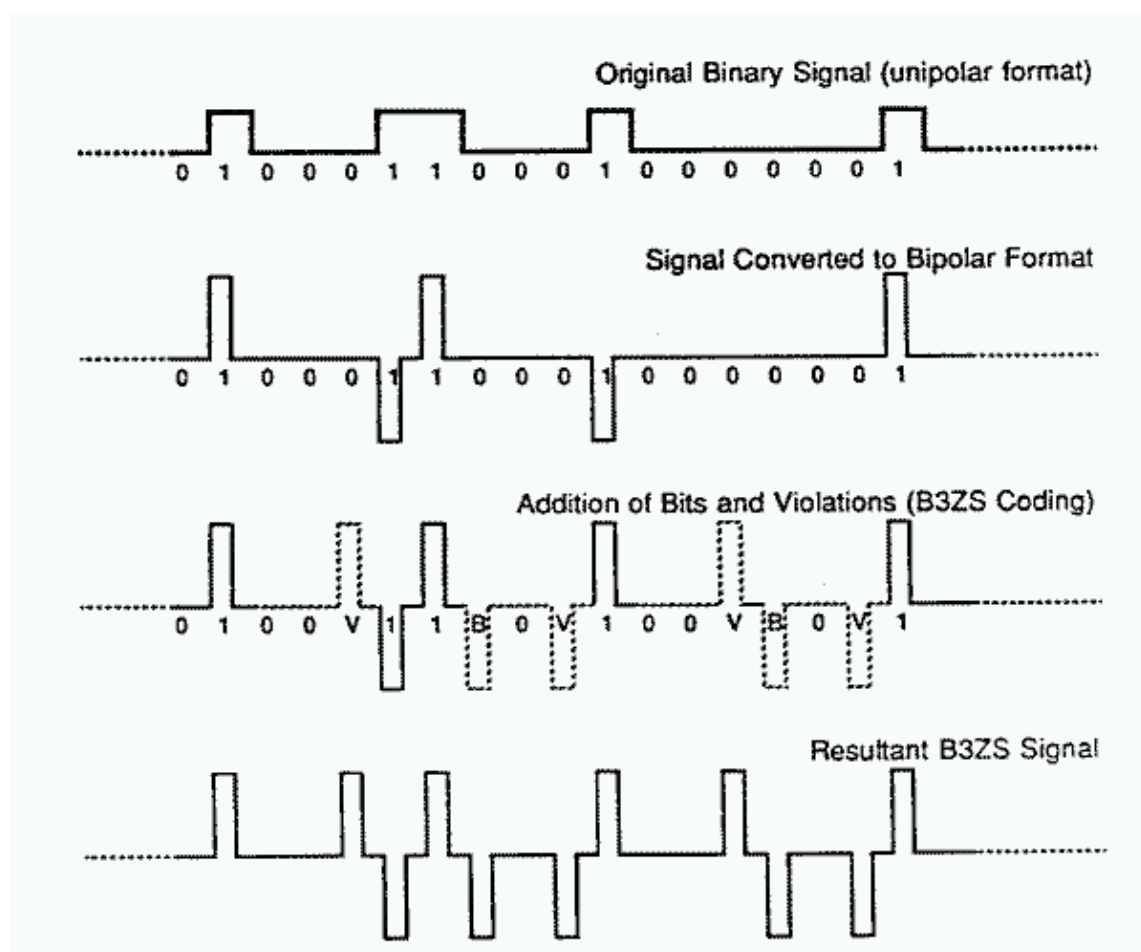 Original Binary Signal (unipolar format)
0 1 0 0 0 1 1 0 0 0 1 0 0 0 0 0 0 1
Signal Converted to Bipolar Format
0 1 0 0 0 1 1 0 0 0 1 0 0 0 0 0 0 1
Addition of Bits and Violations (B3ZS Coding)
0 1 0 0 V 1 1 B 0 V 1 0 0 V B 0 V 1
Resultant B3ZS Signal